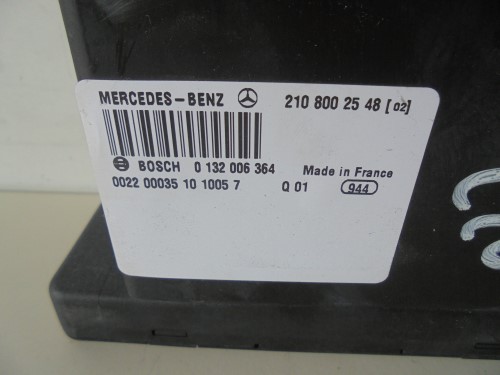 MERCEDES-BENZ 210 800 25 48 [02]
BOSCH 0 132 006 364 Made in France
0022 00035 10 1005 7 Q 01 944